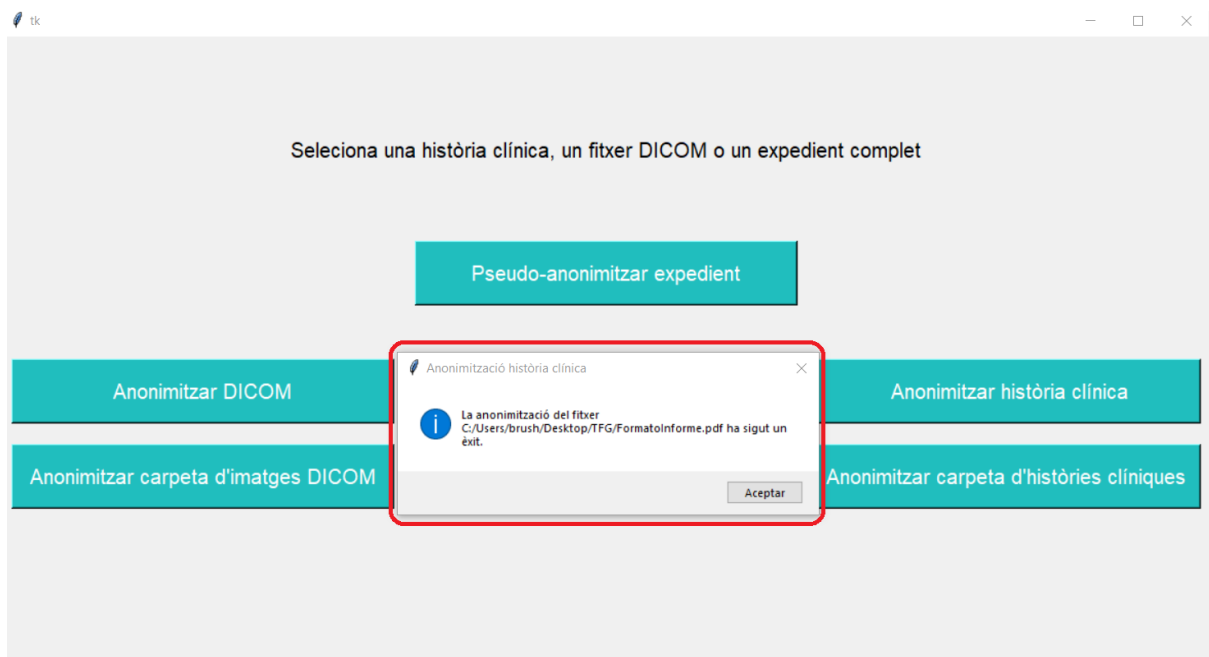 tk
Seleciona una història clínica, un fitxer DICOM o un expedient complet
Pseudo-anonimitzar expedient
Anonimitzar DICOM
Anonimització història clínica
Anonimitzar història clínica
La anonimització del fitxer
C:/Users/brush/Desktop/TFG/FormatoInforme.pdf ha sigut un
èxit.
Anonimitzar carpeta d'imatges DICOM
Aceptar
Anonimitzar carpeta d'històries clíniques